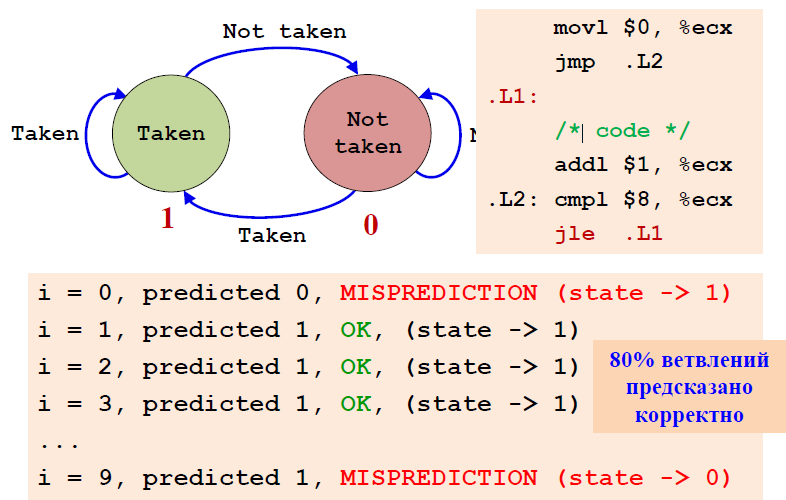 Not taken
Taken
Taken
Not
taken
Taken
1
0
movl $0, %ecx
jmp .L2
.L1:
/* code */
addl $1, %ecx
.L2: cmpl $8, %ecx
jle .L1
i = 0, predicted 0, MISPREDICTION (state -> 1)
i = 1, predicted 1, OK, (state -> 1)
i = 2, predicted 1, OK, (state -> 1)
i = 3, predicted 1, OK, (state -> 1)
...
i = 9, predicted 1, MISPREDICTION (state -> 0)
80% ветвлений
предсказано
корректно